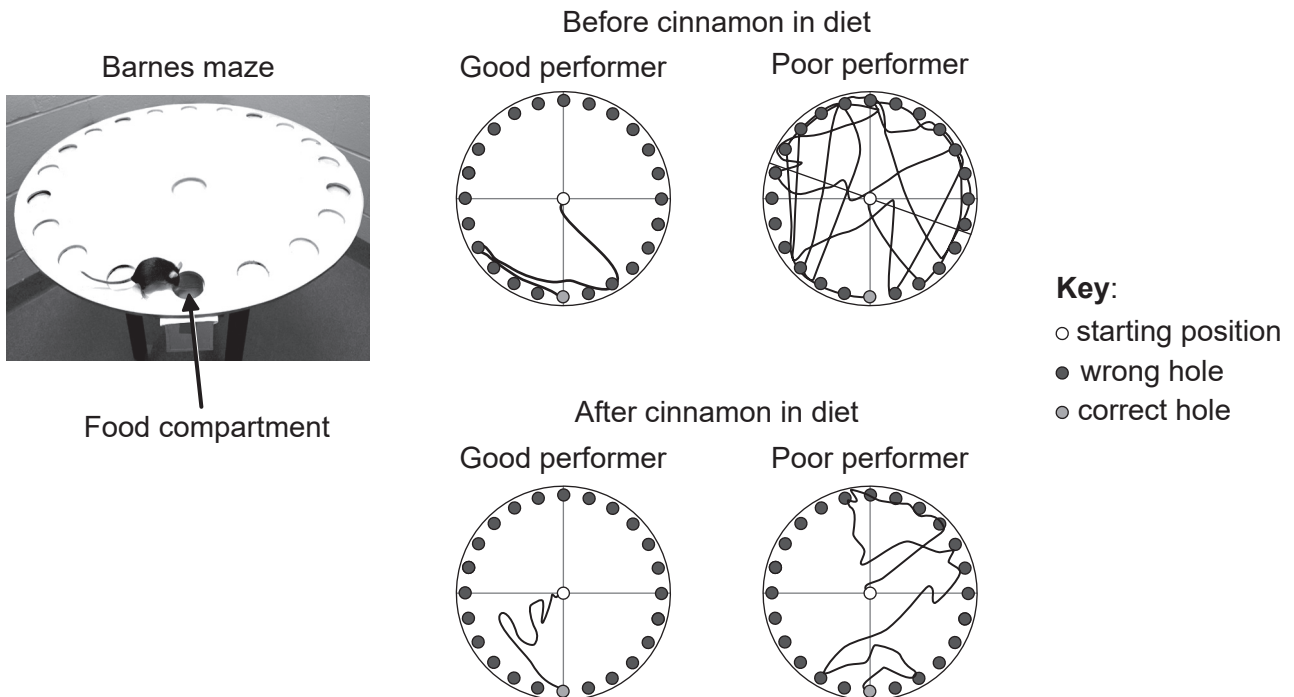 Before cinnamon in diet
Barnes maze
Good performer
Poor performer
Food compartment
Key:
starting position
wrong hole
correct hole
After cinnamon in diet
Good performer
Poor performer